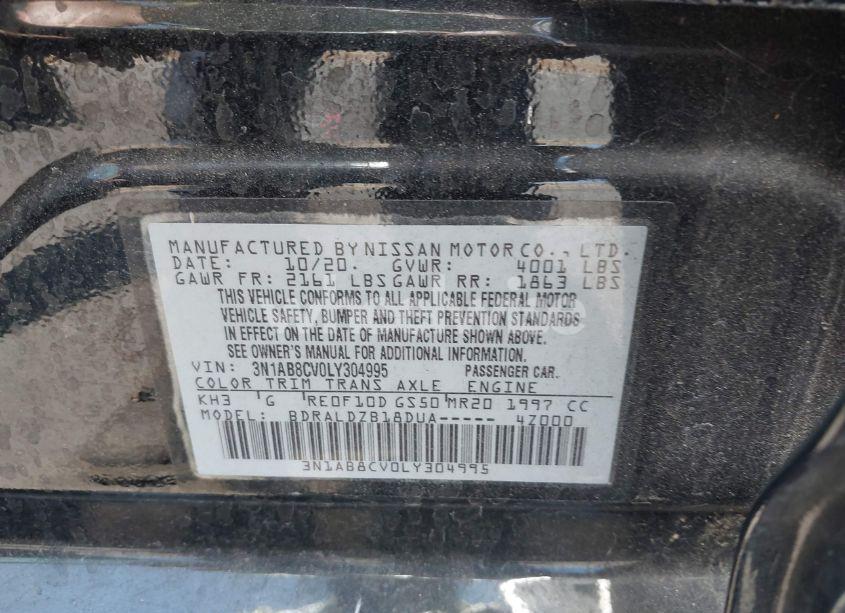 MANUFACTURED BY NISSAN MOTOR CO., LTD.
DATE: 10/20. GVWR: 4001 LBS
GAWR FR: 2161 LBS GAWR RR: 1863 LBS
THIS VEHICLE CONFORMS TO ALL APPLICABLE FEDERAL MOTOR
VEHICLE SAFETY, BUMPER AND THEFT PREVENTION STANDARDS
IN EFFECT ON THE DATE OF MANUFACTURE SHOWN ABOVE.
SEE OWNER'S MANUAL FOR ADDITIONAL INFORMATION.
VIN: 3N1AB8CV0LY304995 PASSENGER CAR.
COLOR TRIM TRANS AXLE ENGINE
KH3 G RE0F10D GS50 MR20 1997 CC
MODEL: BDRALDZB18DUA----- 4Z000
3N1AB8CV0LY304995